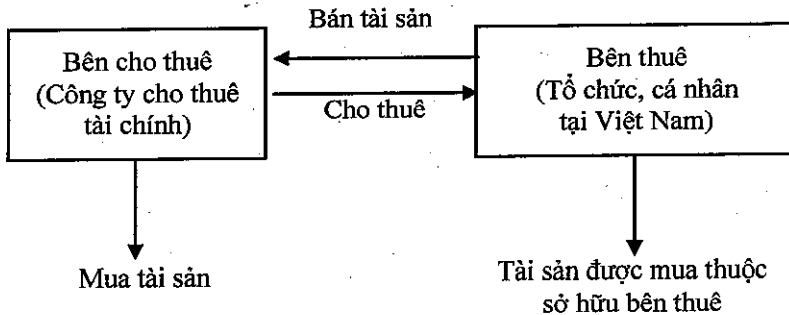 Bán tài sản
Bên cho thuê
(Công ty cho thuê
tài chính)
Cho thuê
Bên thuê
(Tổ chức, cá nhân
tại Việt Nam)
Mua tài sản
Tài sản được mua thuộc
sở hữu bên thuê